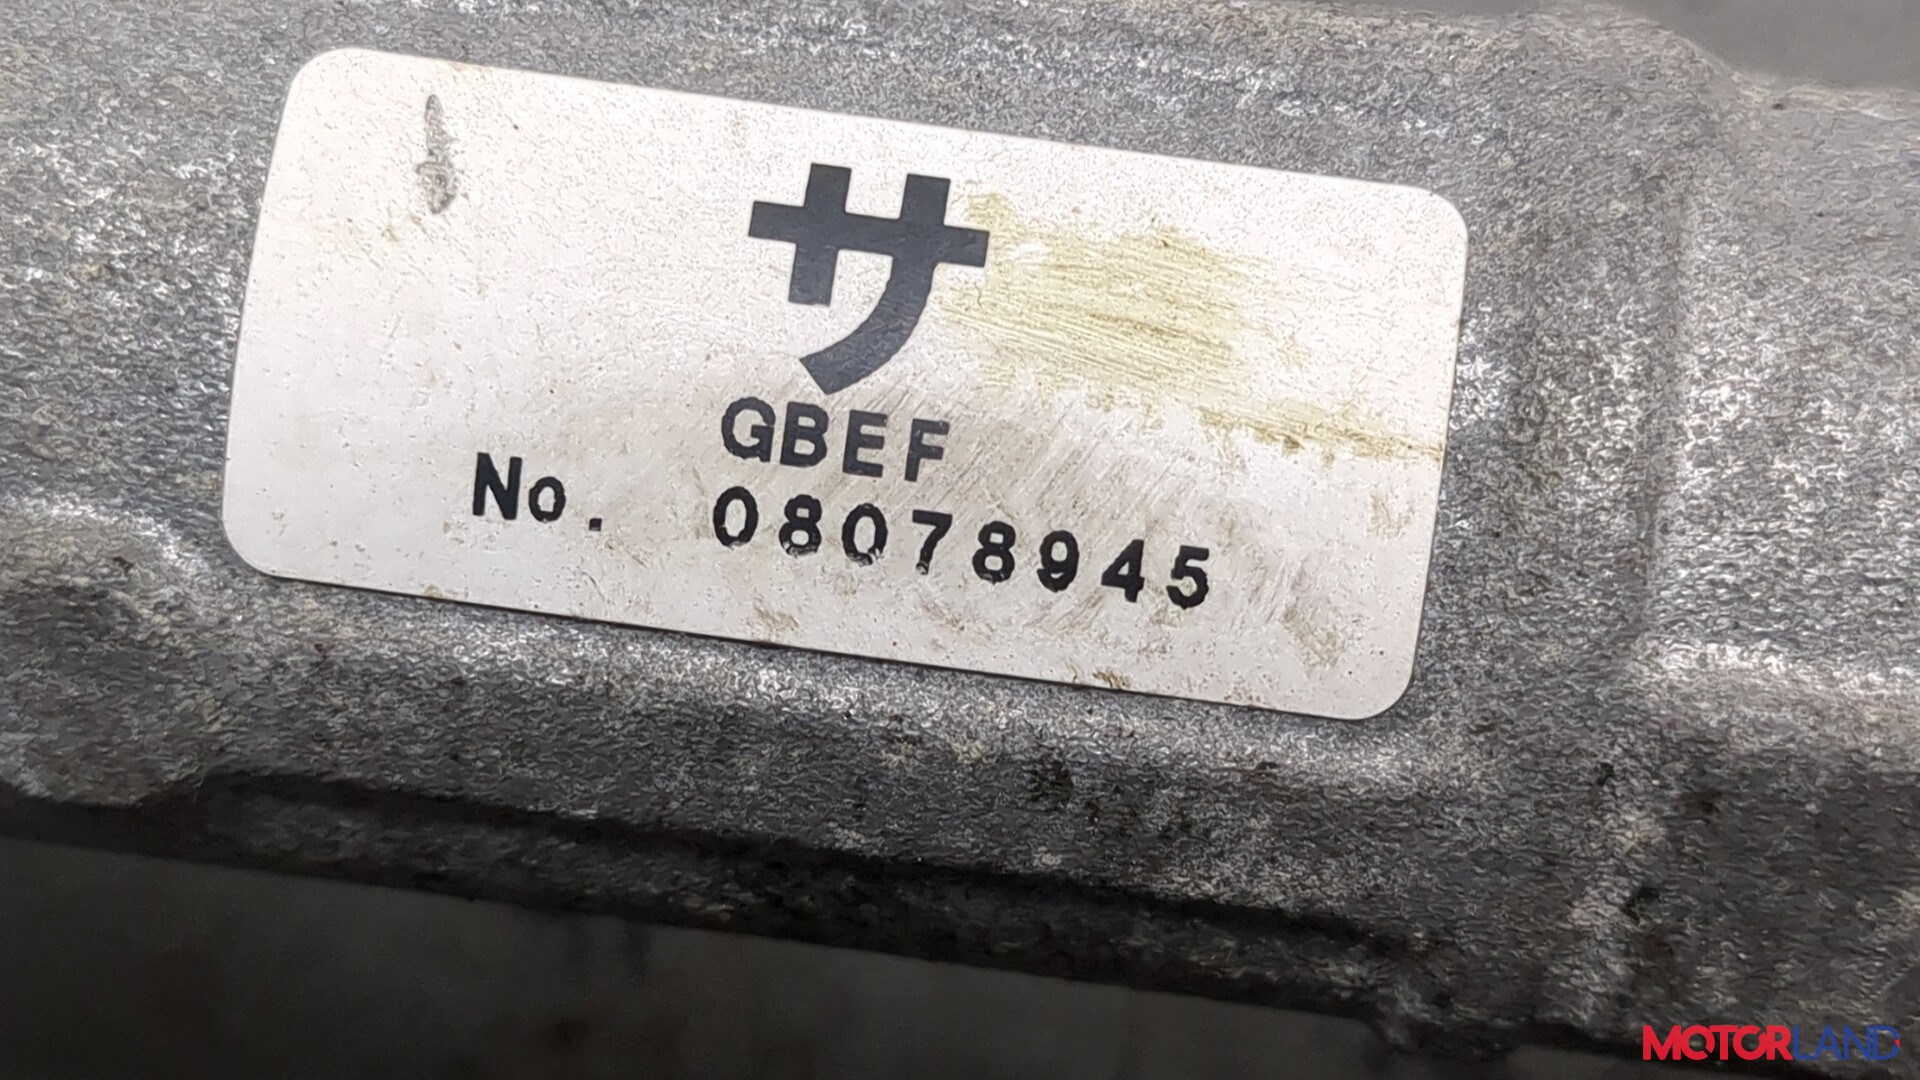 サ
GBEF
No. 08078945
MOTORLAND